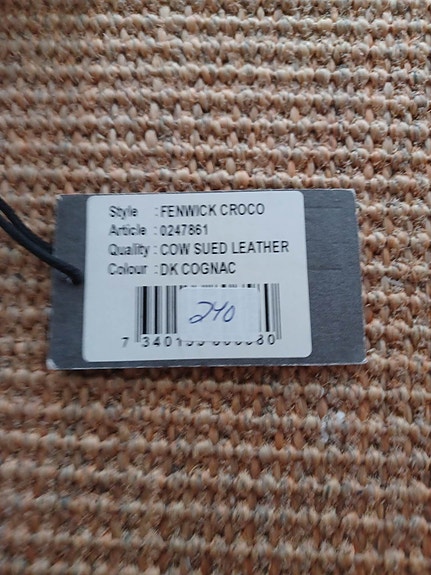 Style : FENWICK CROCO
Article : 0247861
Quality : COW SUED LEATHER
Colour : DK COGNAC
240